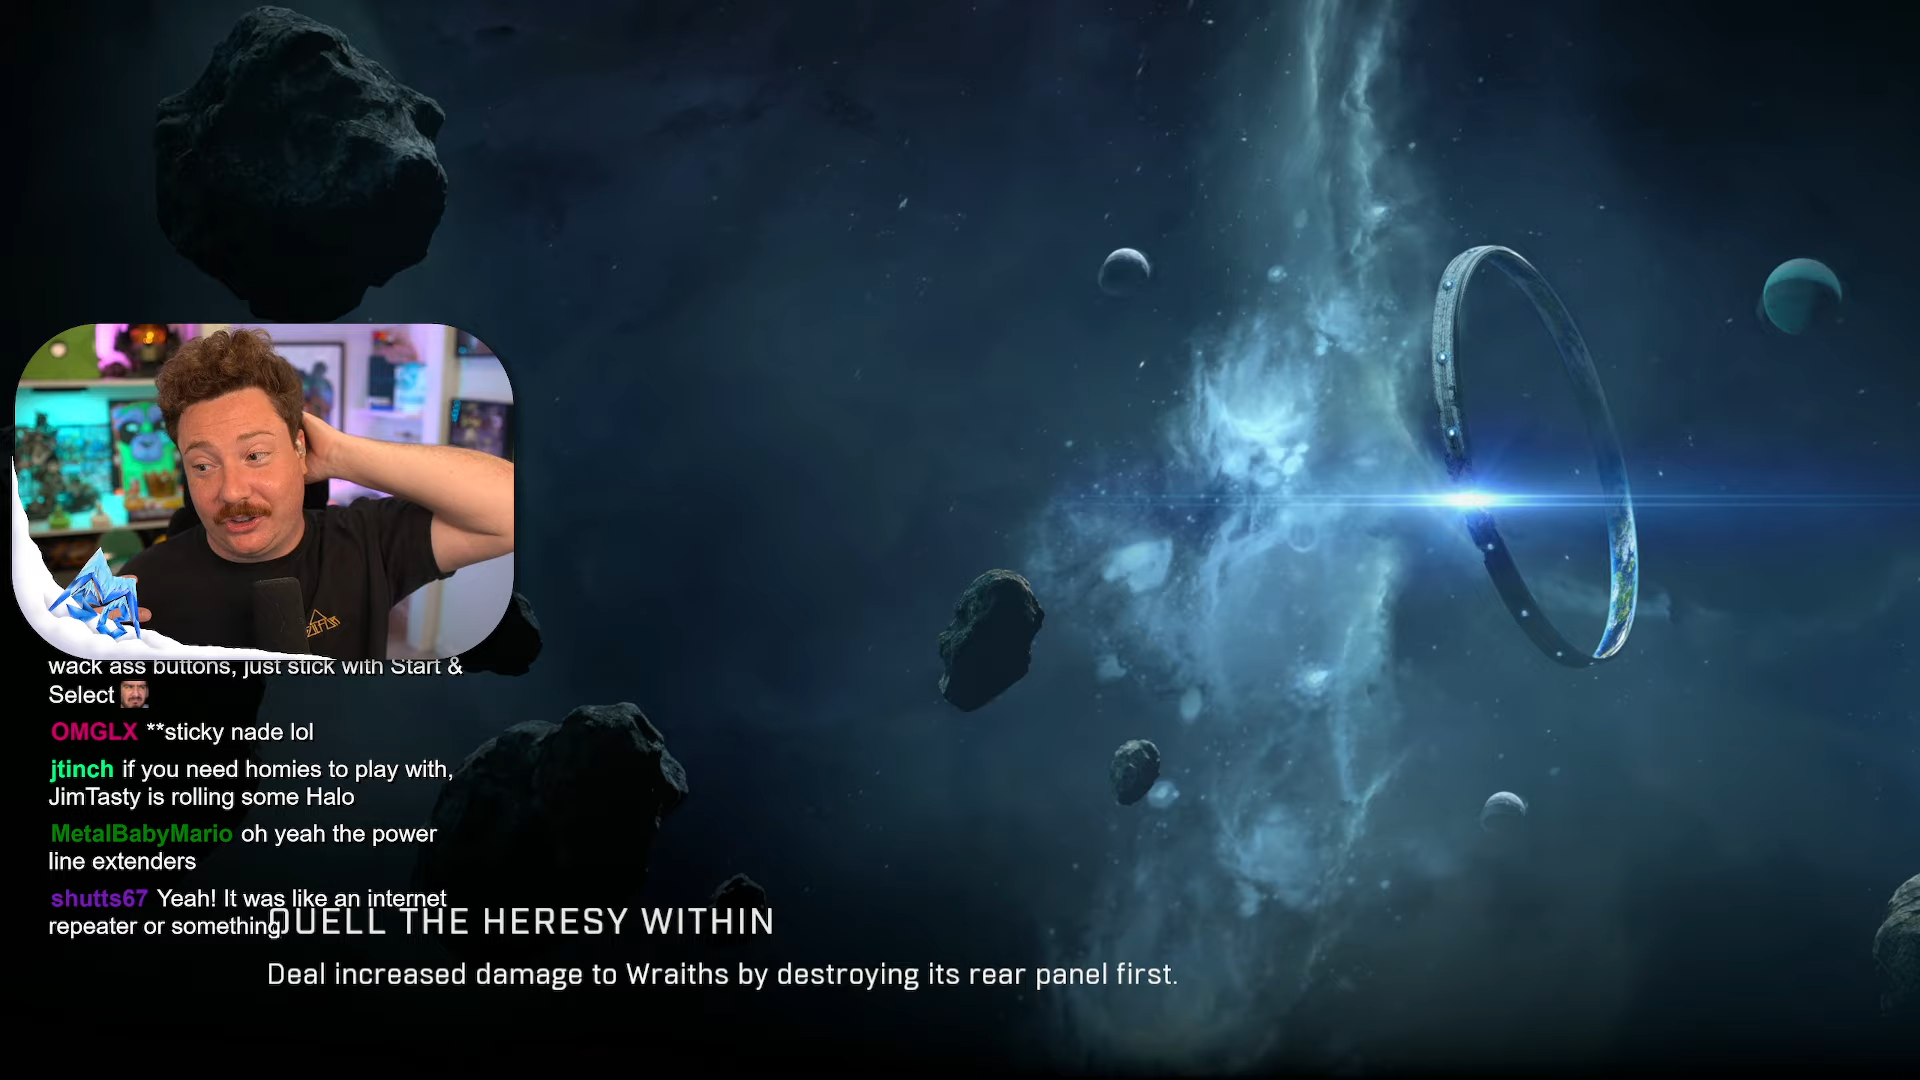 wack ass buttons, just stick with Start &
Select
OMGLX **sticky nade lol
jtinch if you need homies to play with,
JimTasty is rolling some Halo
MetalBabyMario oh yeah the power
line extenders
shutts67 Yeah! It was like an internet
repeater or something
QUELL THE HERESY WITHIN
Deal increased damage to Wraiths by destroying its rear panel first.